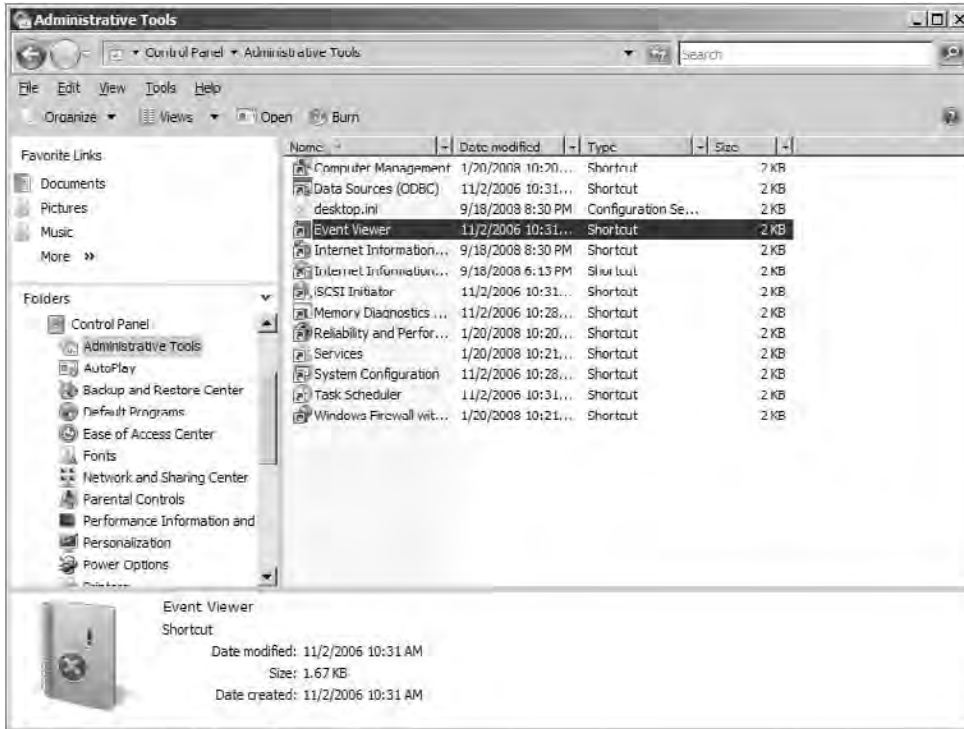 Administrative Tools
Control Panel Administrative Tools
Search
File Edit View Tools Help
Organize Views Open Burn
Favorite Links
Documents
Pictures
Music
More »
Folders
Control Panel
Administrative Tools
AutoPlay
Backup and Restore Center
Default Programs
Ease of Access Center
Fonts
Network and Sharing Center
Parental Controls
Performance Information and
Personalization
Power Options
Name Date modified Type Size
Computer Management 1/20/2008 10:20... Shortcut 2 KB
Data Sources (ODBC) 11/2/2006 10:31... Shortcut 2 KB
desktop.ini 9/18/2008 8:30 PM Configuration Se... 2 KB
Event Viewer 11/2/2006 10:31... Shortcut 2 KB
Internet Information... 9/18/2008 8:30 PM Shortcut 2 KB
Internet Information... 9/18/2008 6:13 PM Shortcut 2 KB
iSCSI Initiator 11/2/2006 10:31... Shortcut 2 KB
Memory Diagnostics ... 11/2/2006 10:28... Shortcut 2 KB
Reliability and Perfor... 1/20/2008 10:20... Shortcut 2 KB
Services 1/20/2008 10:21... Shortcut 2 KB
System Configuration 11/2/2006 10:28... Shortcut 2 KB
Task Scheduler 11/2/2006 10:31... Shortcut 2 KB
Windows Firewall wit... 1/20/2008 10:21... Shortcut 2 KB
Event Viewer
Shortcut
Date modified: 11/2/2006 10:31 AM
Size: 1.67 KB
Date created: 11/2/2006 10:31 AM